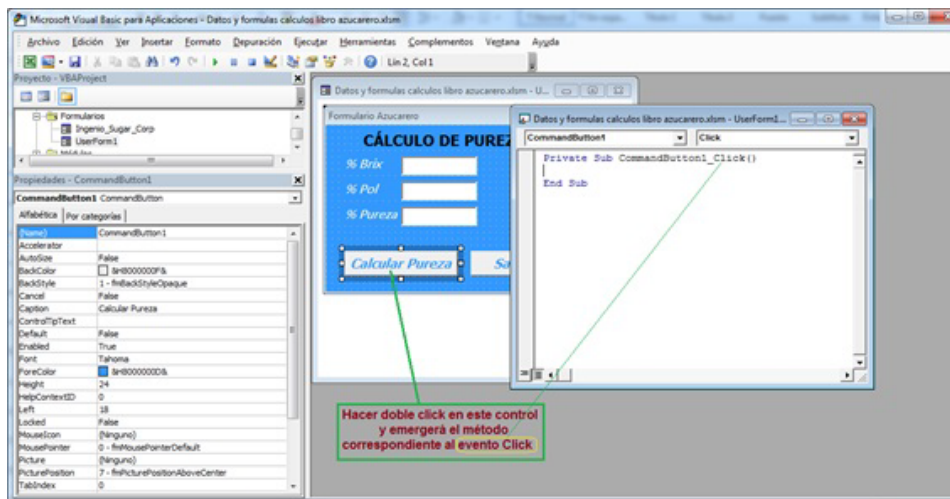 Microsoft Visual Basic para Aplicaciones - Datos y formulas calculos libro azucarero.xlsm
Archivo Edición Ver Insertar Formato Depuración Ejecutar Herramientas Complementos Ventana Ayuda
Lín 2, Col 1
Proyecto - VBAProject
Formularios
Ingenio_Sugar_Corp
UserForm1
Módulos
Propiedades - CommandButton1
CommandButton1 CommandButton
Alfabética Por categorías
(Name) CommandButton1
Accelerator
AutoSize False
BackColor &H8000000F&
BackStyle 1 - fmBackStyleOpaque
Cancel False
Caption Calcular Pureza
ControlTipText
Default False
Enabled True
Font Tahoma
ForeColor &H8000000D&
Height 24
HelpContextID 0
Left 18
Locked False
MouseIcon (Ninguno)
MousePointer 0 - fmMousePointerDefault
Picture (Ninguno)
PicturePosition 7 - fmPicturePositionAboveCenter
TabIndex 0
Datos y formulas calculos libro azucarero.xlsm - U...
Formulario Azucarero
CÁLCULO DE PUREZ
% Brix
% Pol
% Pureza
Calcular Pureza Sa
Datos y formulas calculos libro azucarero.xlsm - UserForm1...
CommandButton1 Click
Private Sub CommandButton1_Click()
End Sub
Hacer doble click en este control
y emergerá el método
correspondiente al evento Click